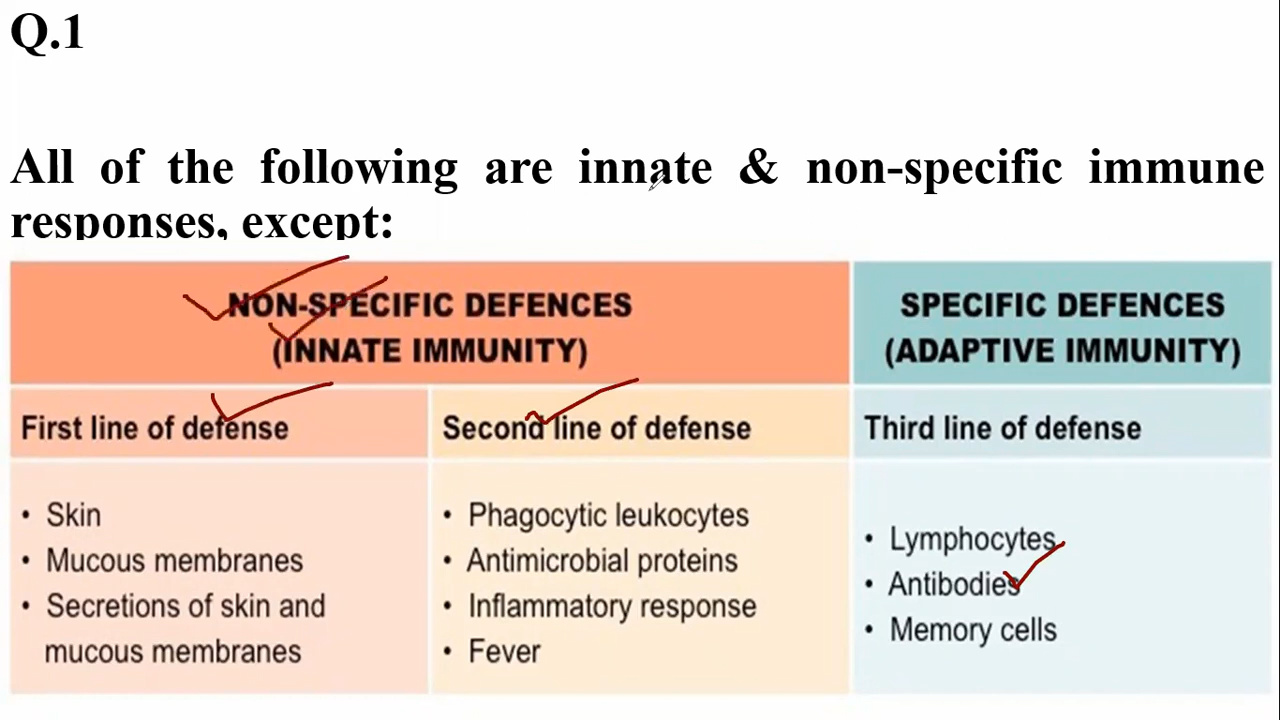 Q.1
All of the following are innate & non-specific immune
responses, except:
NON-SPECIFIC DEFENCES
(INNATE IMMUNITY)
SPECIFIC DEFENCES
(ADAPTIVE IMMUNITY)
First line of defense
Second line of defense
Third line of defense
• Skin
• Mucous membranes
• Secretions of skin and
mucous membranes
• Phagocytic leukocytes
• Antimicrobial proteins
• Inflammatory response
• Fever
• Lymphocytes
• Antibodies
• Memory cells